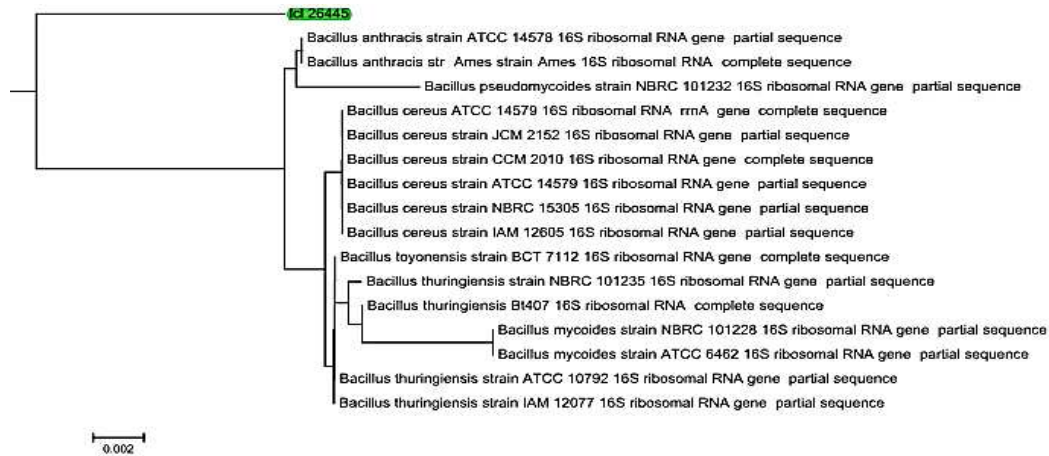 lcl 26445
Bacillus anthracis strain ATCC 14578 16S ribosomal RNA gene partial sequence
Bacillus anthracis str Ames strain Ames 16S ribosomal RNA complete sequence
Bacillus pseudomycoides strain NBRC 101232 16S ribosomal RNA gene partial sequence
Bacillus cereus ATCC 14579 16S ribosomal RNA rrnA gene complete sequence
Bacillus cereus strain JCM 2152 16S ribosomal RNA gene partial sequence
Bacillus cereus strain CCM 2010 16S ribosomal RNA gene complete sequence
Bacillus cereus strain ATCC 14579 16S ribosomal RNA gene partial sequence
Bacillus cereus strain NBRC 15305 16S ribosomal RNA gene partial sequence
Bacillus cereus strain IAM 12605 16S ribosomal RNA gene partial sequence
Bacillus toyonensis strain BCT 7112 16S ribosomal RNA gene complete sequence
Bacillus thuringiensis strain NBRC 101235 16S ribosomal RNA gene partial sequence
Bacillus thuringiensis Bt407 16S ribosomal RNA complete sequence
Bacillus mycoides strain NBRC 101228 16S ribosomal RNA gene partial sequence
Bacillus mycoides strain ATCC 6462 16S ribosomal RNA gene partial sequence
Bacillus thuringiensis strain ATCC 10792 16S ribosomal RNA gene partial sequence
Bacillus thuringiensis strain IAM 12077 16S ribosomal RNA gene partial sequence
0.002